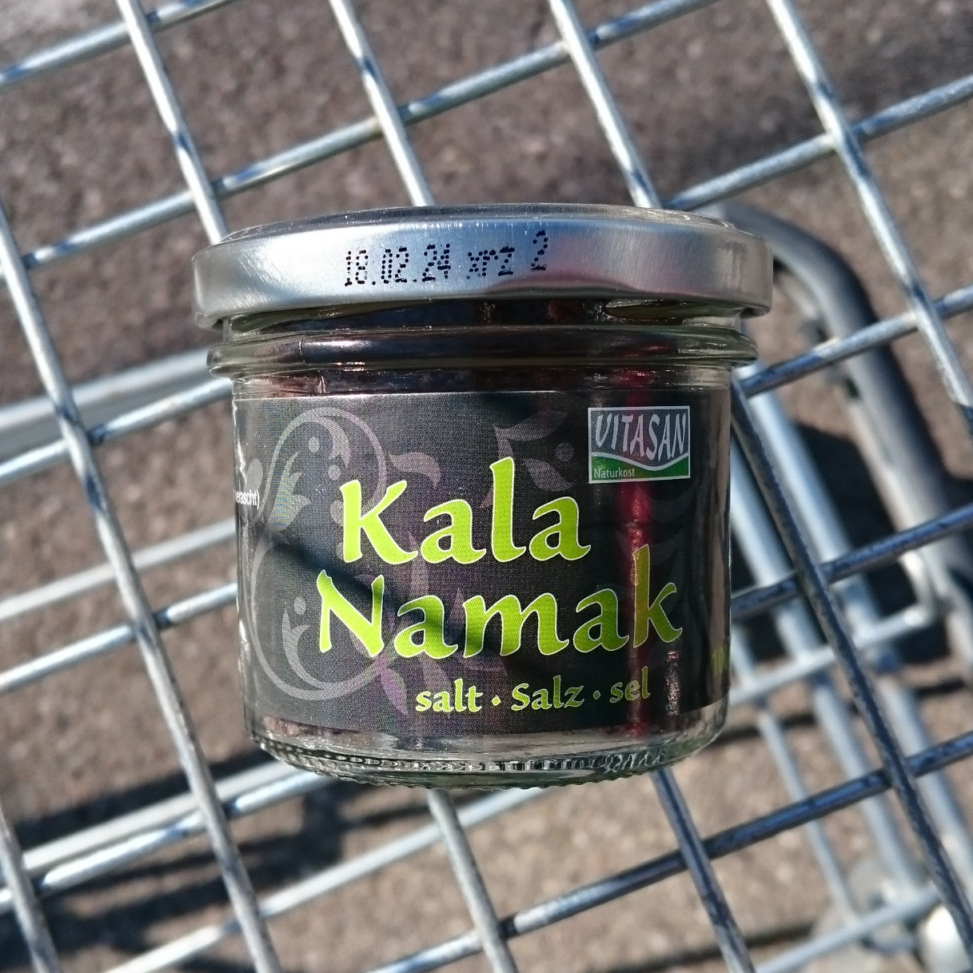 18.02.24 xrz 2
VITASAN
Naturkost
Kala
Namak
salt · Salz · sel